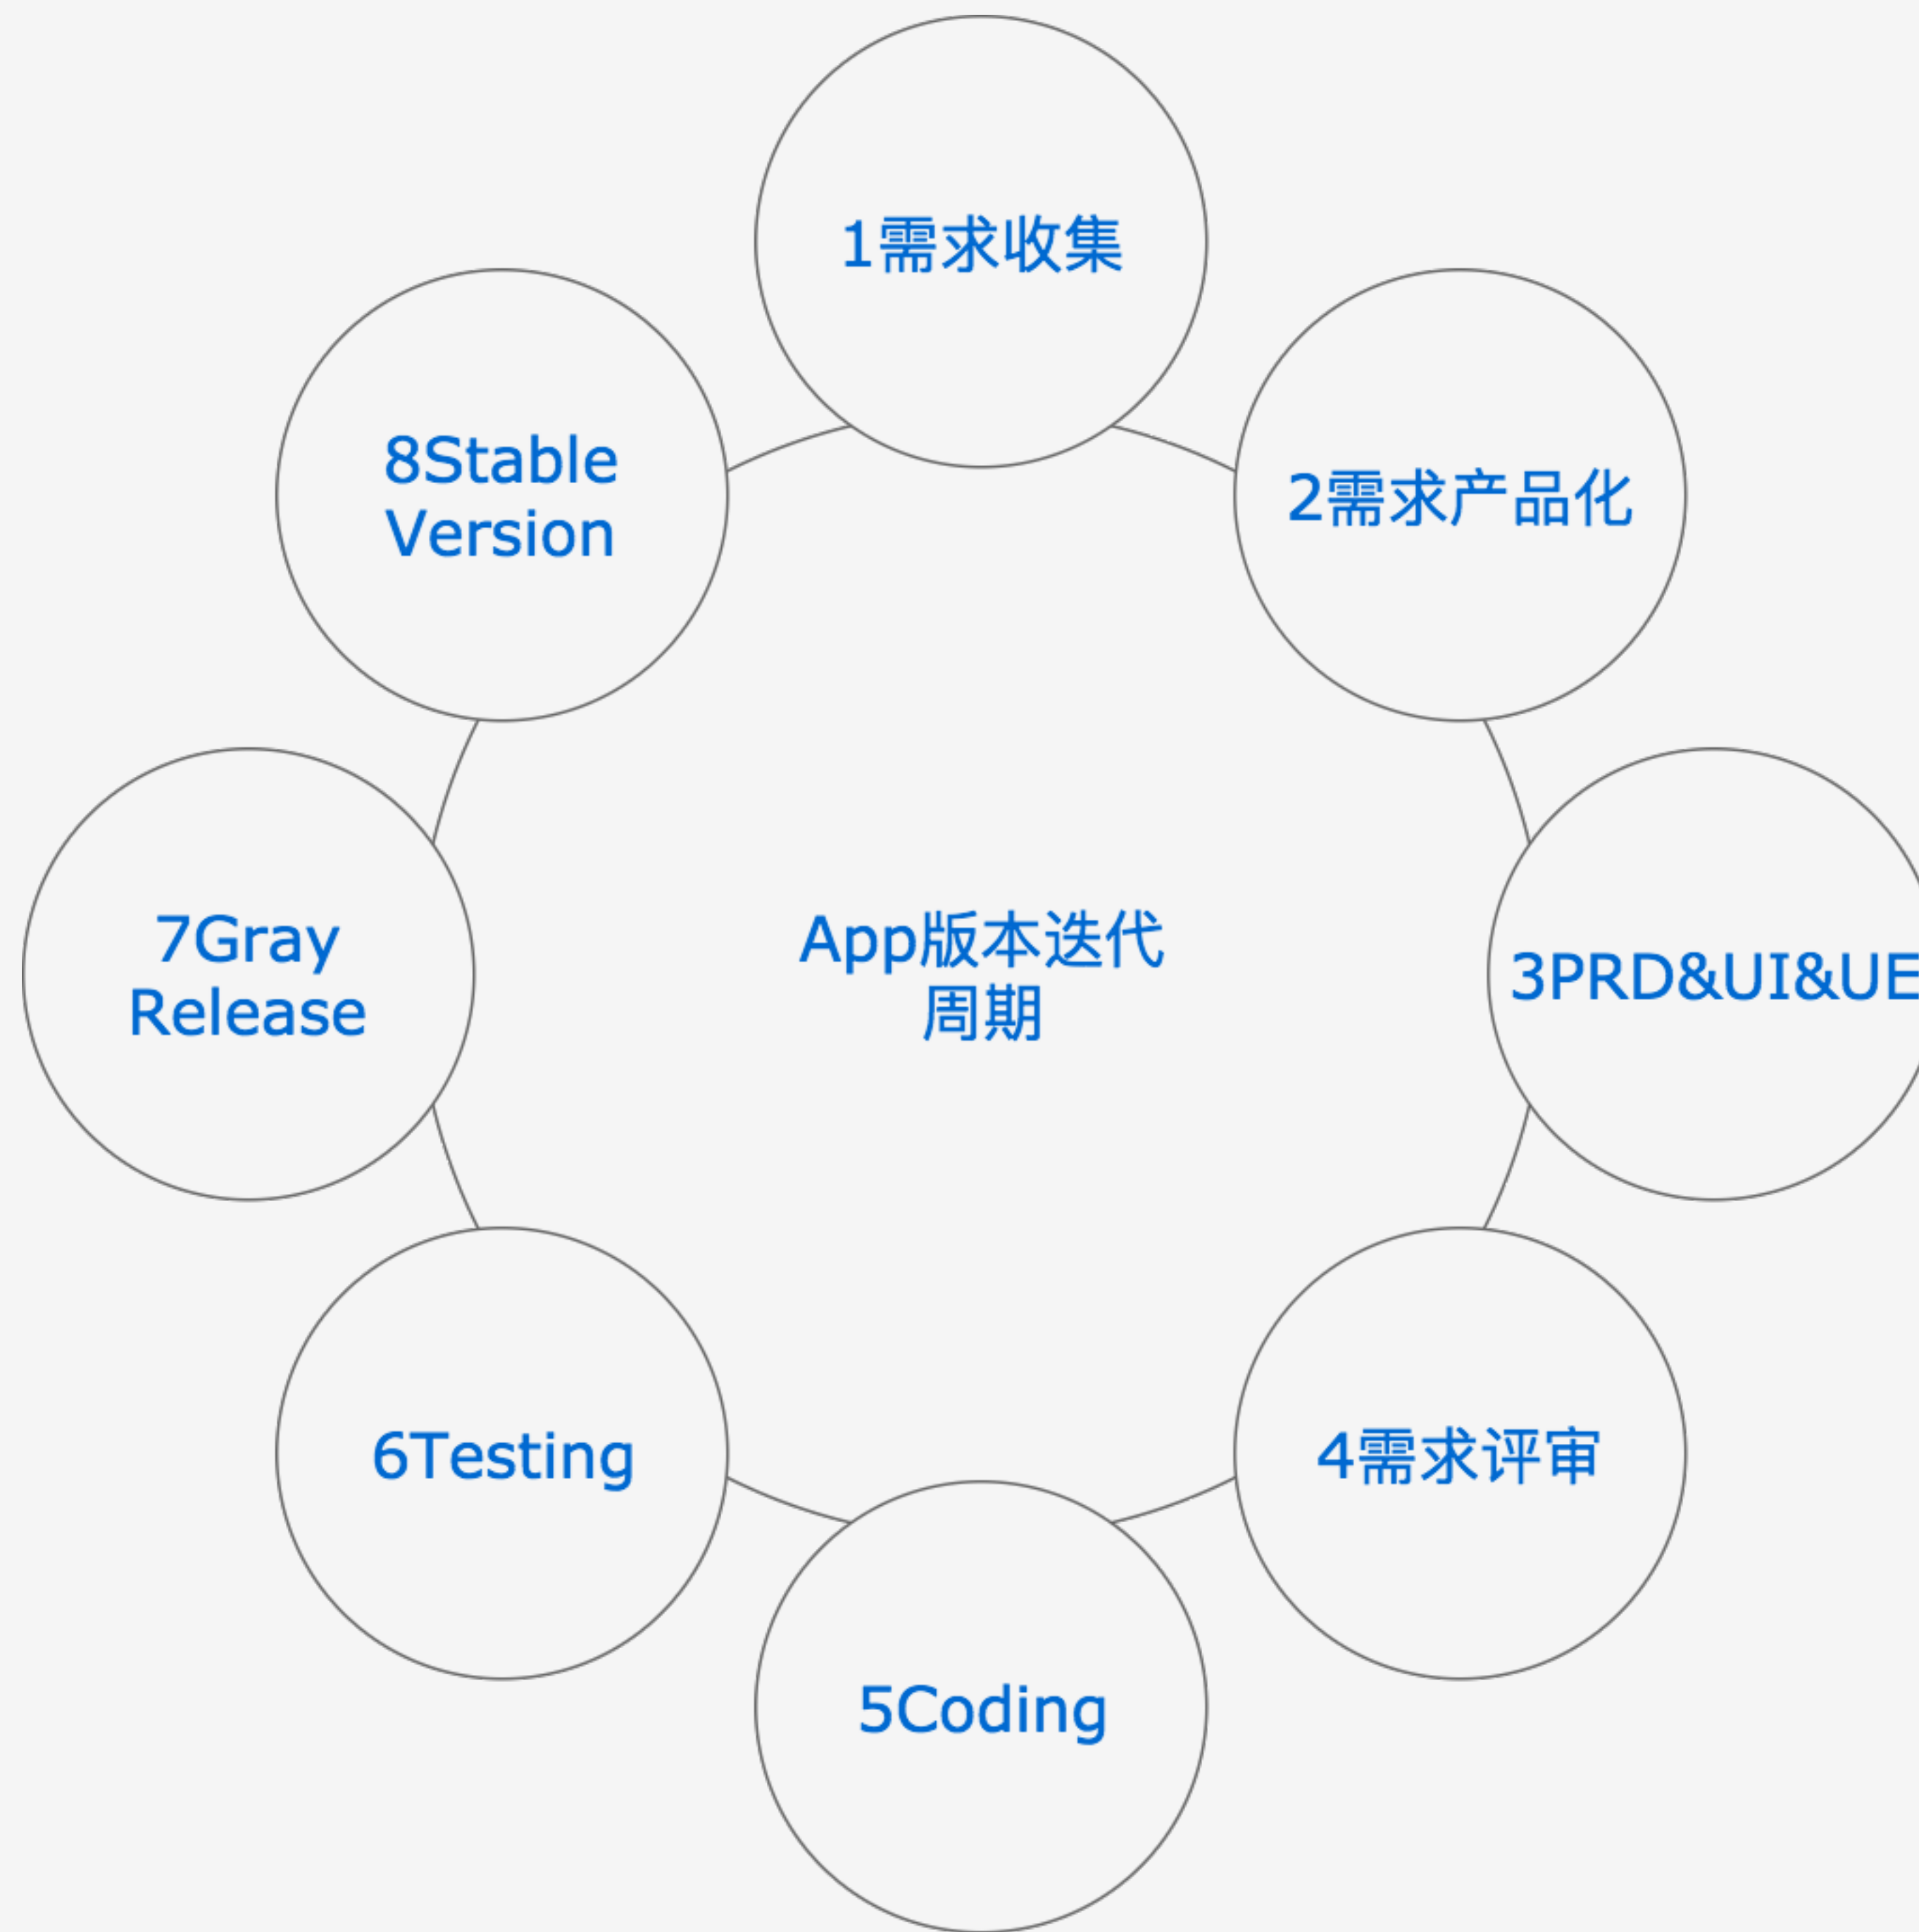 1需求收集
2需求产品化
3PRD&UI&UE
4需求评审
5Coding
6Testing
7Gray
Release
8Stable
Version
App版本迭代
周期